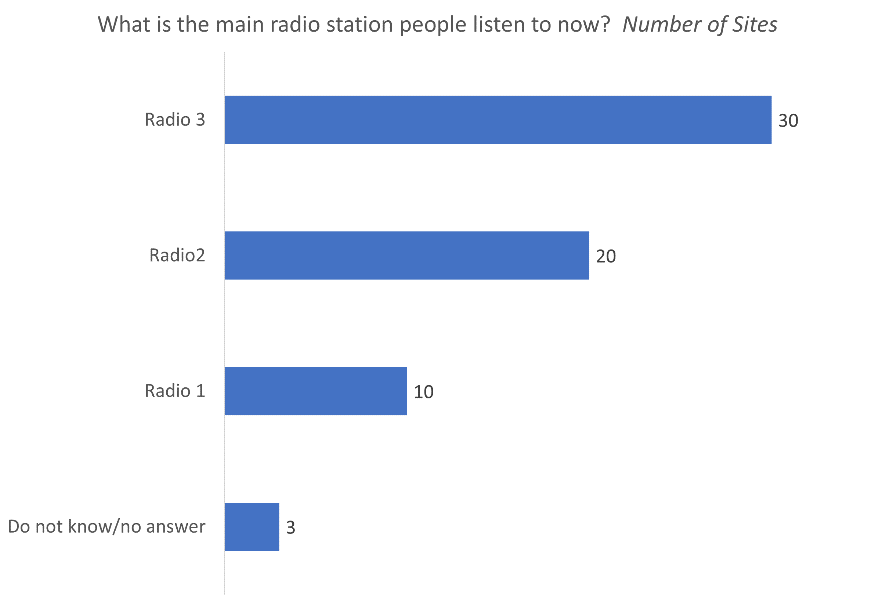 What is the main radio station people listen to now?  Number of Sites
Radio 3
30
Radio2
20
Radio 1
10
Do not know/no answer
3